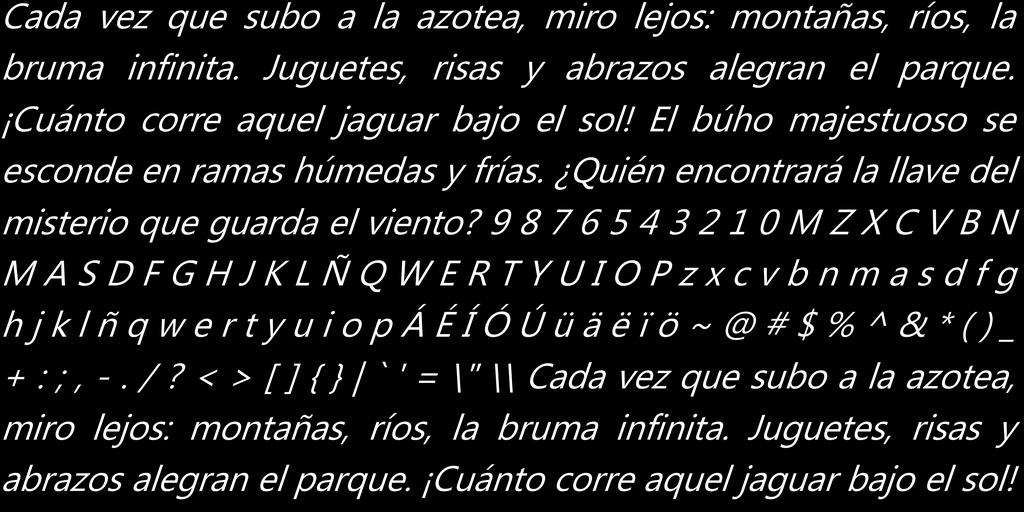 Cada vez que subo a la azotea, miro lejos: montañas, ríos, la
bruma infinita. Juguetes, risas y abrazos alegran el parque.
¡Cuánto corre aquel jaguar bajo el sol! El búho majestuoso se
esconde en ramas húmedas y frías. ¿Quién encontrará la llave del
misterio que guarda el viento? 9 8 7 6 5 4 3 2 1 0 M Z X C V B N
M A S D F G H J K L Ñ Q W E R T Y U I O P z x c v b n m a s d f g
h j k l ñ q w e r t y u i o p Á É Í Ó Ú ü ä ë ï ö ~ @ # $ % ^ & * ( ) _
+ : ; , - . / ? < > [ ] { } | ` ' = \" \\ Cada vez que subo a la azotea,
miro lejos: montañas, ríos, la bruma infinita. Juguetes, risas y
abrazos alegran el parque. ¡Cuánto corre aquel jaguar bajo el sol!